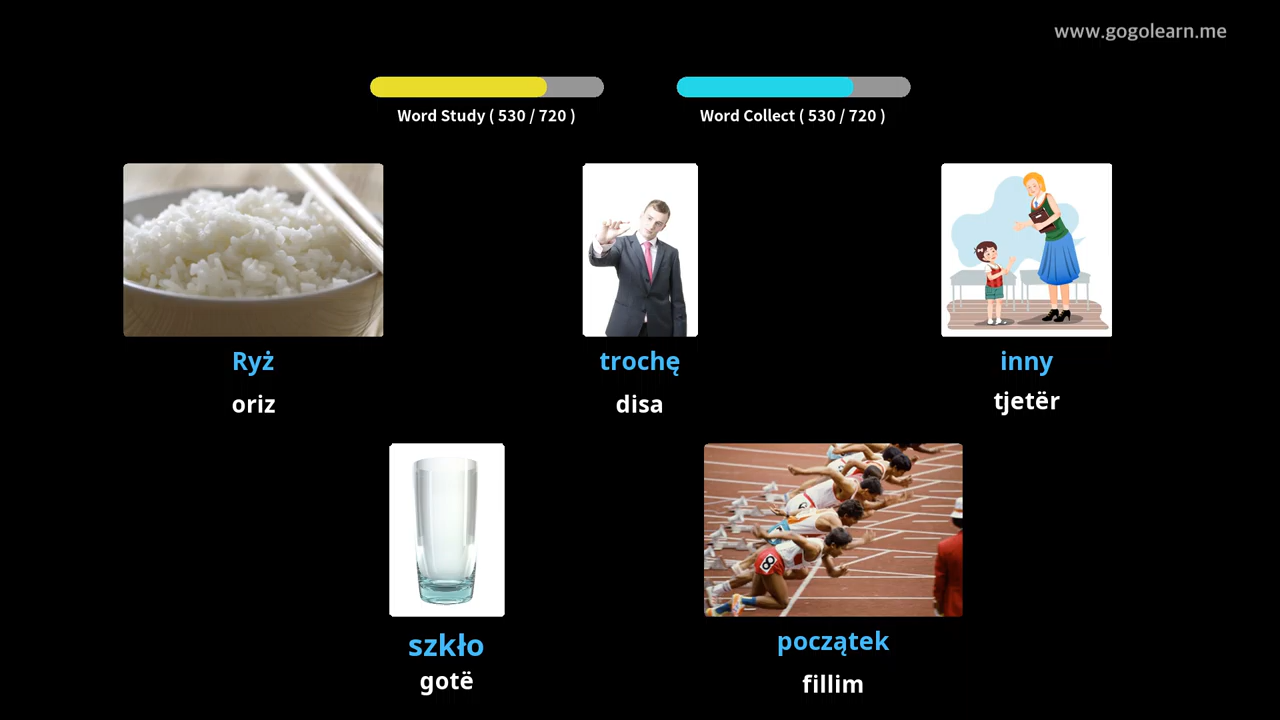 www.gogolearn.me
Word Study ( 530 / 720 )
Word Collect ( 530 / 720 )
Ryż
oriz
trochę
disa
inny
tjetër
szkło
gotë
początek
fillim